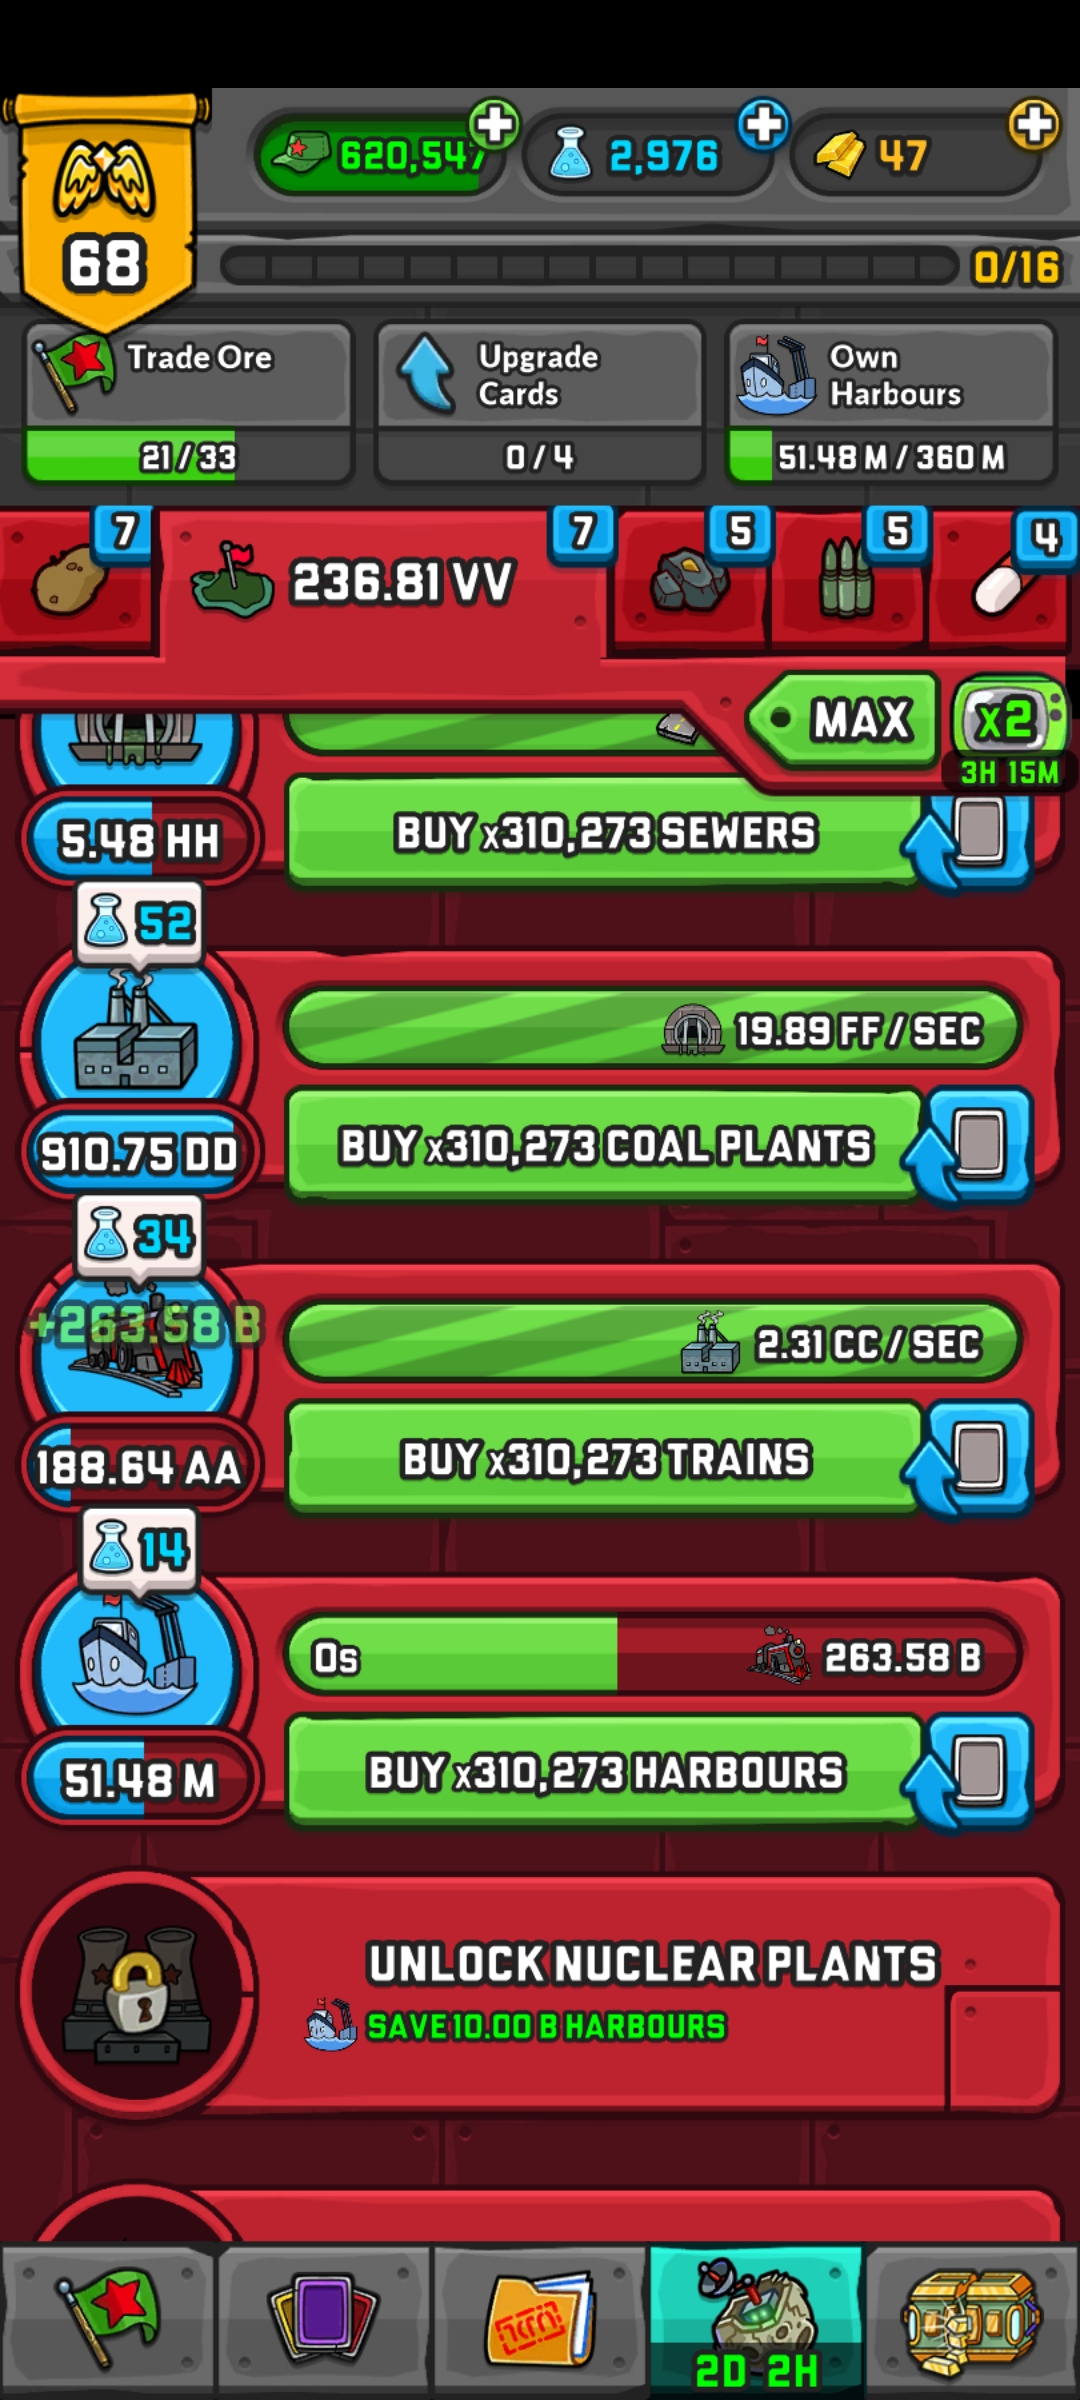 620,547
2,976
47
68
0/16
Trade Ore
21/33
Upgrade
Cards
0/4
Own
Harbours
51.48 M / 360 M
7
236.81 VV
7
5
5
4
MAX
x2
3H 15M
5.48 HH
BUY x310,273 SEWERS
52
19.89 FF / SEC
910.75 DD
BUY x310,273 COAL PLANTS
34
+263.58 B
2.31 CC / SEC
188.64 AA
BUY x310,273 TRAINS
14
0s
263.58 B
51.48 M
BUY x310,273 HARBOURS
UNLOCK NUCLEAR PLANTS
SAVE 10.00 B HARBOURS
2D 2H